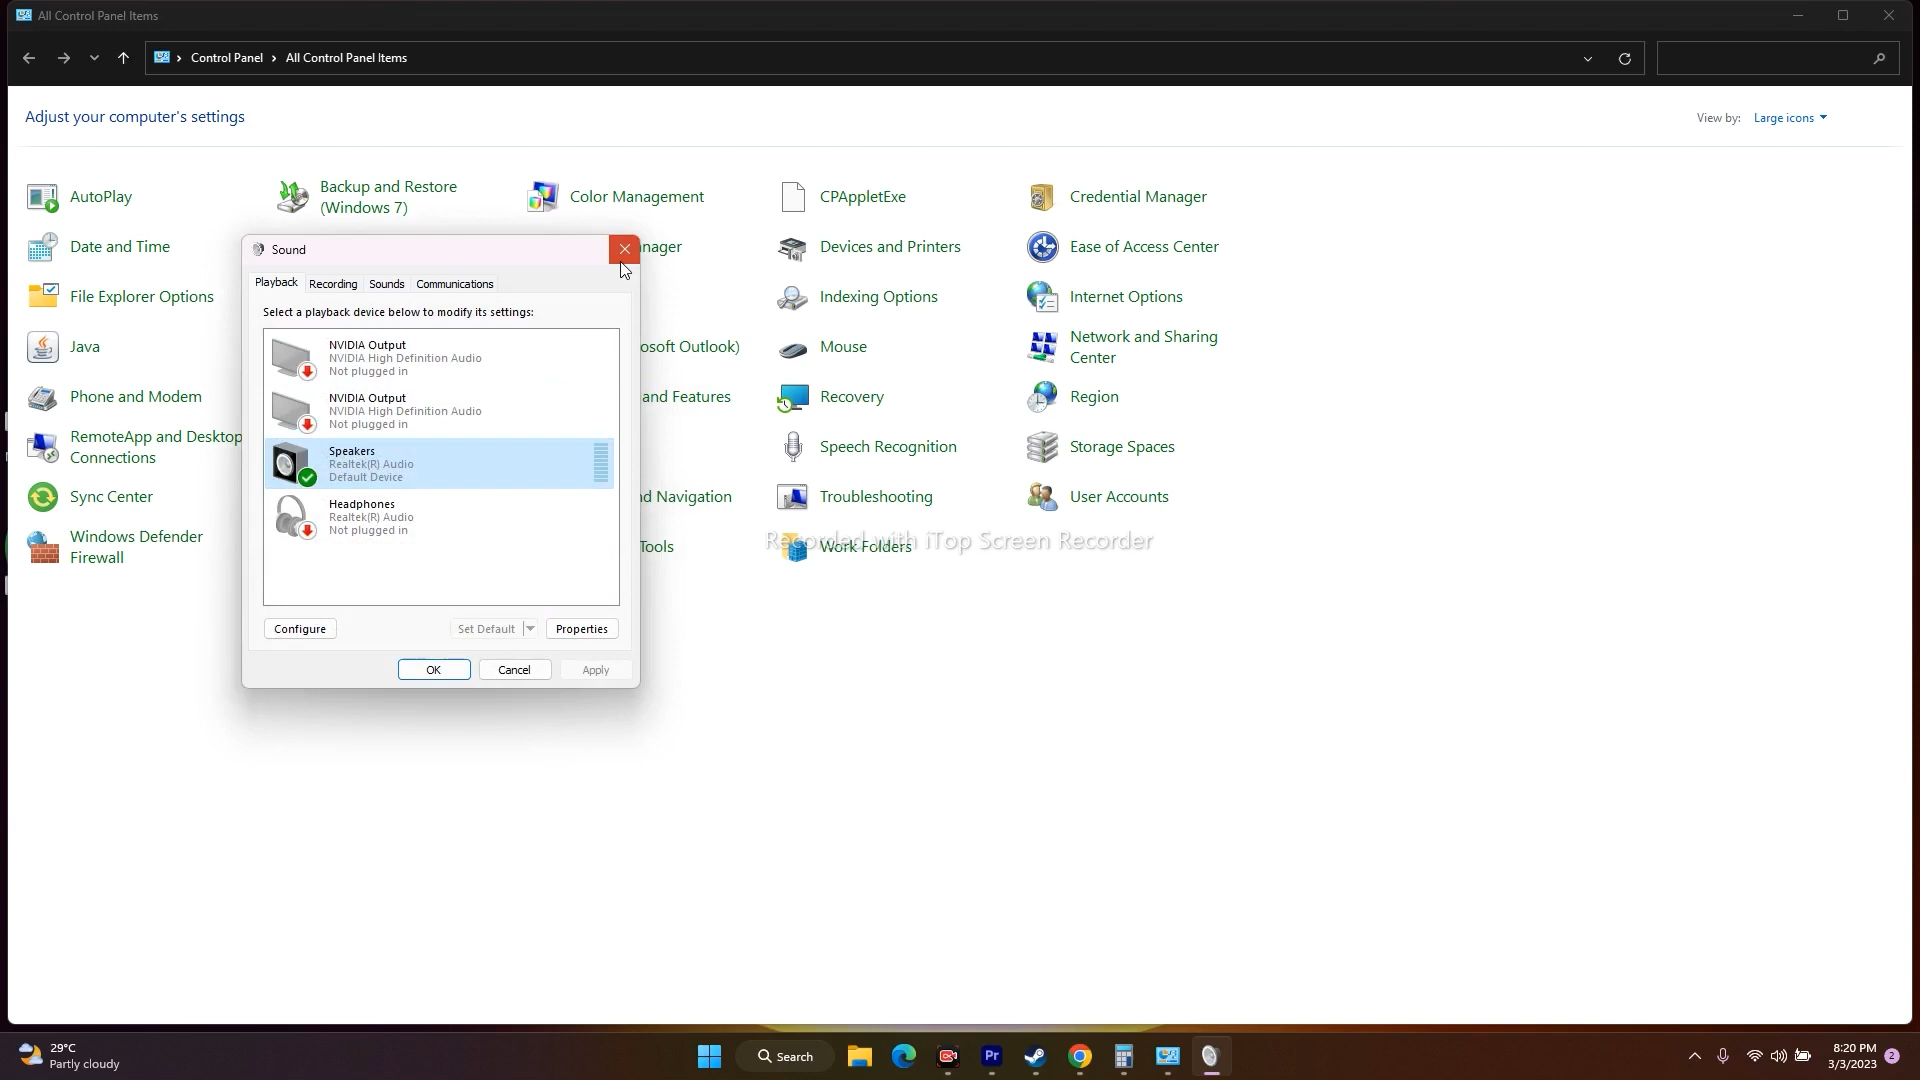 All Control Panel Items
Control Panel > All Control Panel Items
Adjust your computer's settings
View by: Large icons
AutoPlay
Backup and Restore
(Windows 7)
Color Management
CPAppletExe
Credential Manager
Date and Time
nager
Devices and Printers
Ease of Access Center
File Explorer Options
Indexing Options
Internet Options
Java
osoft Outlook)
Mouse
Network and Sharing
Center
Phone and Modem
and Features
Recovery
Region
RemoteApp and Desktop
Connections
Speech Recognition
Storage Spaces
Sync Center
nd Navigation
Troubleshooting
User Accounts
Windows Defender
Firewall
Tools
Work Folders
Recorded with iTop Screen Recorder
Sound
Playback Recording Sounds Communications
Select a playback device below to modify its settings:
NVIDIA Output
NVIDIA High Definition Audio
Not plugged in
NVIDIA Output
NVIDIA High Definition Audio
Not plugged in
Speakers
Realtek(R) Audio
Default Device
Headphones
Realtek(R) Audio
Not plugged in
Configure Set Default Properties
OK Cancel Apply
29°C
Partly cloudy
Search
Pr
8:20 PM
3/3/2023
2